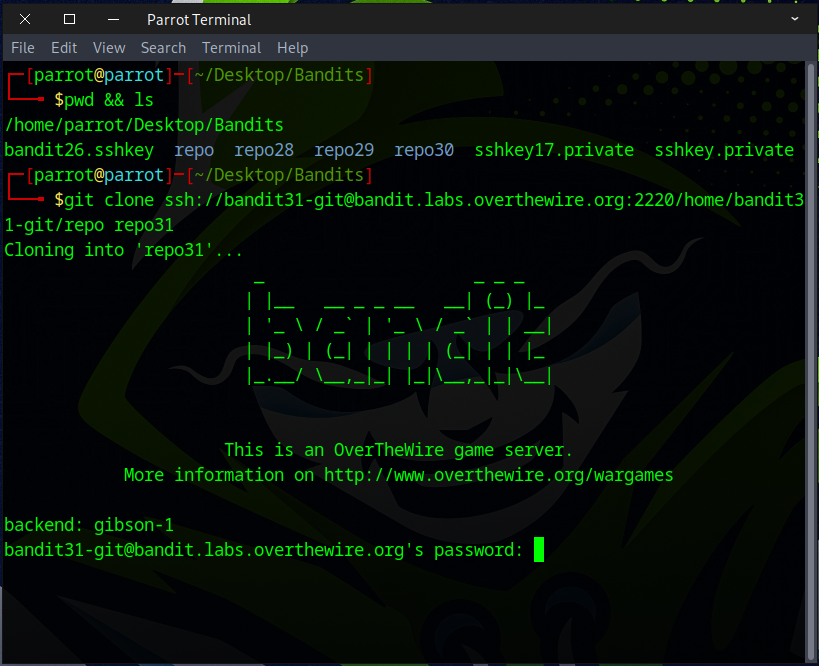 Parrot Terminal
File Edit View Search Terminal Help
┌─[parrot@parrot]─[~/Desktop/Bandits]
└──╼ $pwd && ls
/home/parrot/Desktop/Bandits
bandit26.sshkey  repo  repo28  repo29  repo30  sshkey17.private  sshkey.private
┌─[parrot@parrot]─[~/Desktop/Bandits]
└──╼ $git clone ssh://bandit31-git@bandit.labs.overthewire.org:2220/home/bandit3
1-git/repo repo31
Cloning into 'repo31'...
                         _                     _ _ _
                        | |__   __ _ _ __   __| (_) |_
                        | '_ \ / _` | '_ \ / _` | | __|
                        | |_) | (_| | | | | (_| | | |_
                        |_.__/ \__,_|_| |_|\__,_|_|\__|
                      This is an OverTheWire game server.
            More information on http://www.overthewire.org/wargames
backend: gibson-1
bandit31-git@bandit.labs.overthewire.org's password: